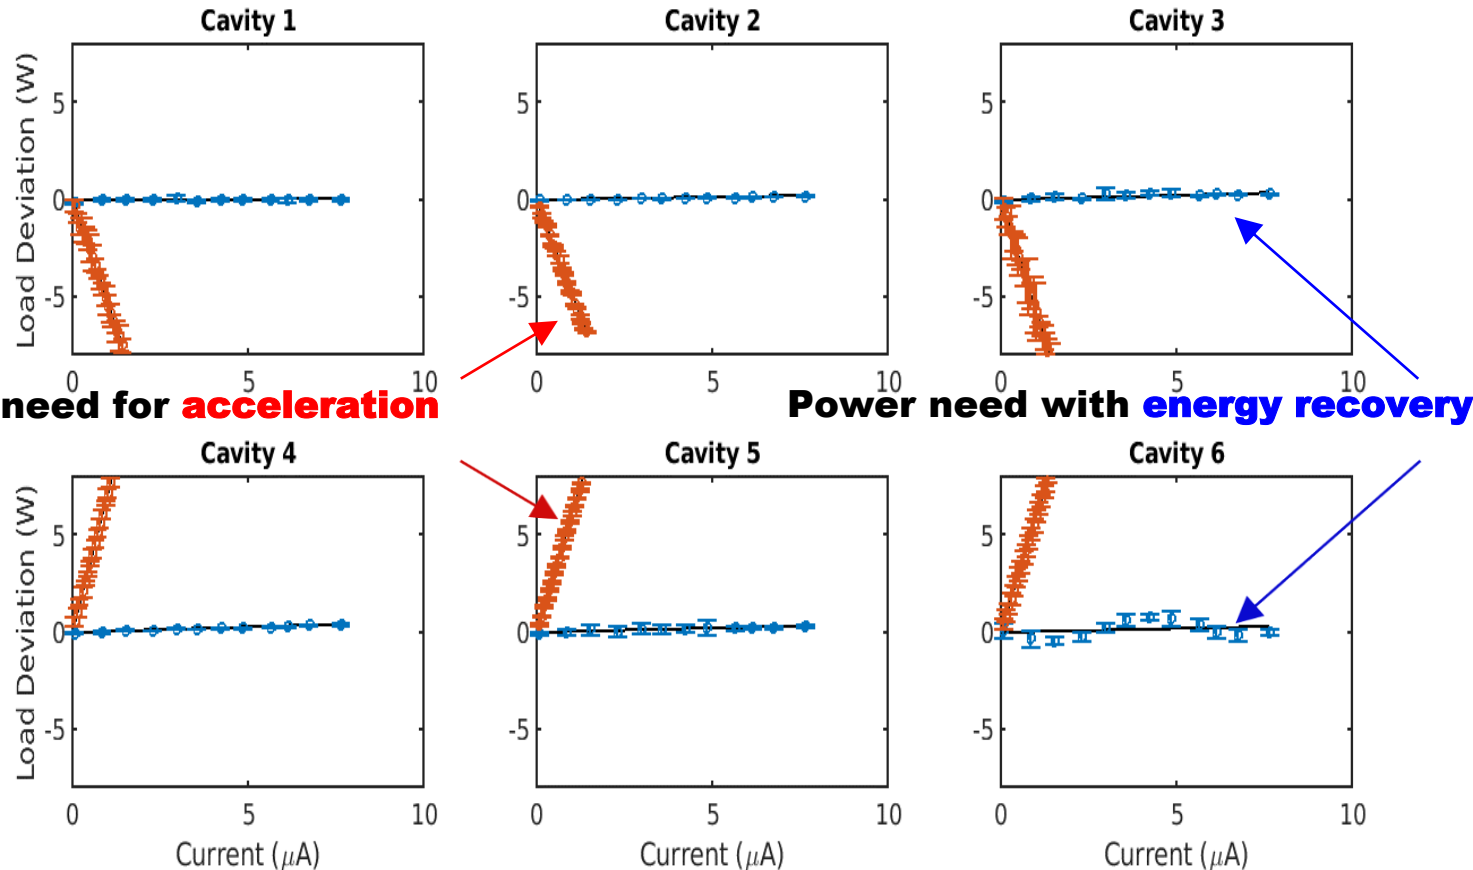 Cavity 1
Cavity 2
Cavity 3
Load Deviation (W)
5
0
-5
0
5
10
5
0
-5
0
5
10
5
0
-5
0
5
10
need for acceleration
Power need with energy recovery
Cavity 4
Cavity 5
Cavity 6
Load Deviation (W)
5
0
-5
0
5
10
Current (μA)
5
0
-5
0
5
10
Current (μA)
5
0
-5
0
5
10
Current (μA)